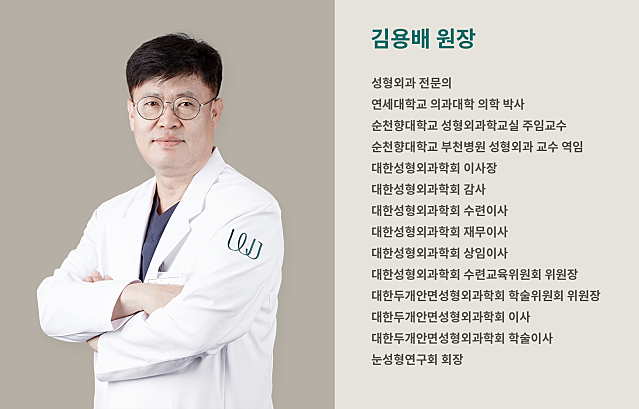 김용배 원장
성형외과 전문의
연세대학교 의과대학 의학 박사
순천향대학교 성형외과학교실 주임교수
순천향대학교 부천병원 성형외과 교수 역임
대한성형외과학회 이사장
대한성형외과학회 감사
대한성형외과학회 수련이사
대한성형외과학회 재무이사
대한성형외과학회 상임이사
대한성형외과학회 수련교육위원회 위원장
대한두개안면성형외과학회 학술위원회 위원장
대한두개안면성형외과학회 이사
대한두개안면성형외과학회 학술이사
눈성형연구회 회장